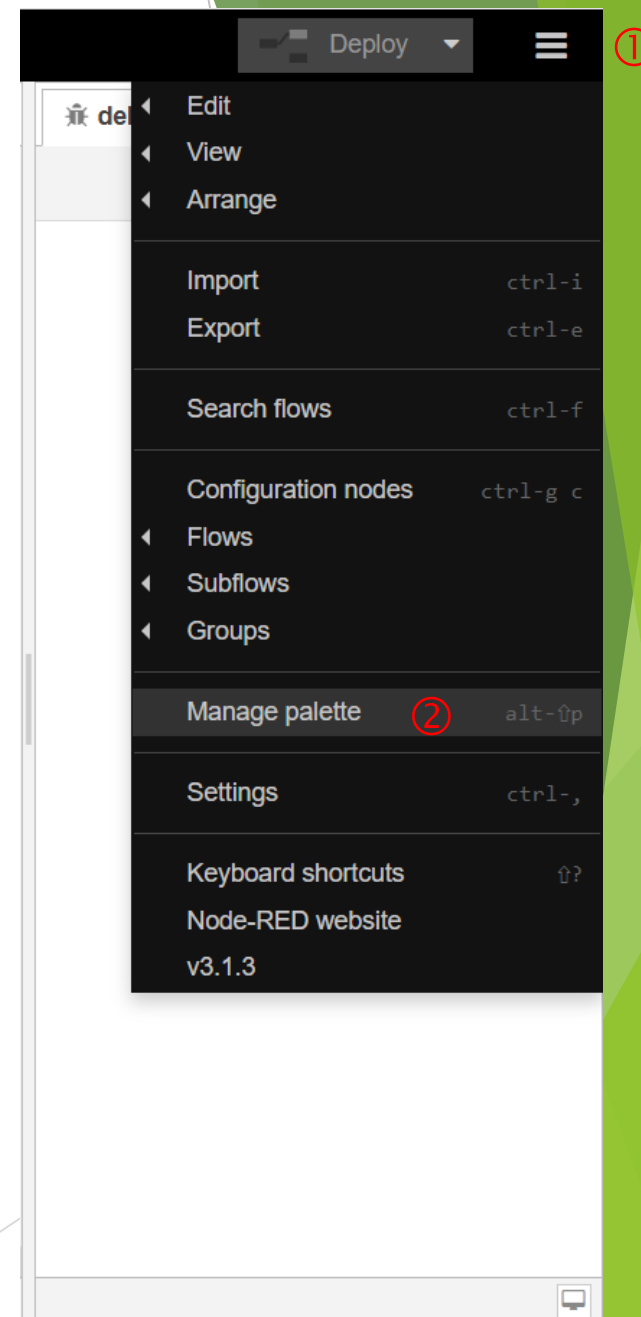 Deploy
①
del
Edit
View
Arrange
Import ctrl-i
Export ctrl-e
Search flows ctrl-f
Configuration nodes ctrl-g c
Flows
Subflows
Groups
Manage palette ② alt-⇧p
Settings ctrl-,
Keyboard shortcuts ⇧?
Node-RED website
v3.1.3